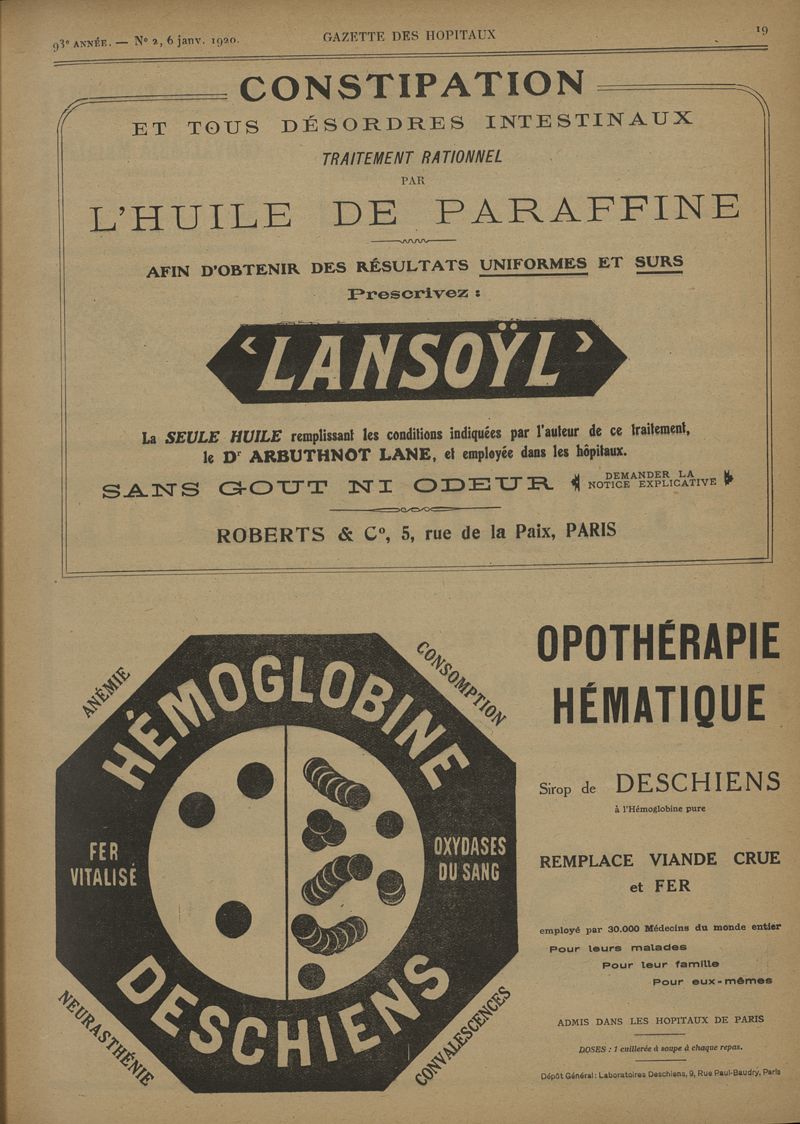 93e ANNÉE. — No 2, 6 janv. 1920.
GAZETTE DES HOPITAUX
19
CONSTIPATION
ET TOUS DÉSORDRES INTESTINAUX
TRAITEMENT RATIONNEL
PAR
L'HUILE DE PARAFFINE
AFIN D'OBTENIR DES RÉSULTATS UNIFORMES ET SURS
Prescrivez :
‹LANSOŸL›
La SEULE HUILE remplissant les conditions indiquées par l'auteur de ce traitement,
le Dr ARBUTHNOT LANE, et employée dans les hôpitaux.
SANS GOUT NI ODEUR
DEMANDER LA
NOTICE EXPLICATIVE
ROBERTS & Co, 5, rue de la Paix, PARIS
ANÉMIE
CONSOMPTION
HÉMOGLOBINE
FER
VITALISÉ
OXYDASES
DU SANG
DESCHIENS
NEURASTHÉNIE
CONVALESCENCES
OPOTHÉRAPIE
HÉMATIQUE
Sirop de DESCHIENS
à l'Hémoglobine pure
REMPLACE VIANDE CRUE
et FER
employé par 30.000 Médecins du monde entier
Pour leurs malades
Pour leur famille
Pour eux-mêmes
ADMIS DANS LES HOPITAUX DE PARIS
DOSES : 1 cuillerée à soupe à chaque repas.
Dépôt Général : Laboratoires Deschiens, 9, Rue Paul-Baudry, Paris